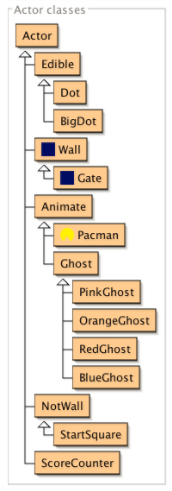 Actor classes
Actor
Edible
Dot
BigDot
Wall
Gate
Animate
Pacman
Ghost
PinkGhost
OrangeGhost
RedGhost
BlueGhost
NotWall
StartSquare
ScoreCounter